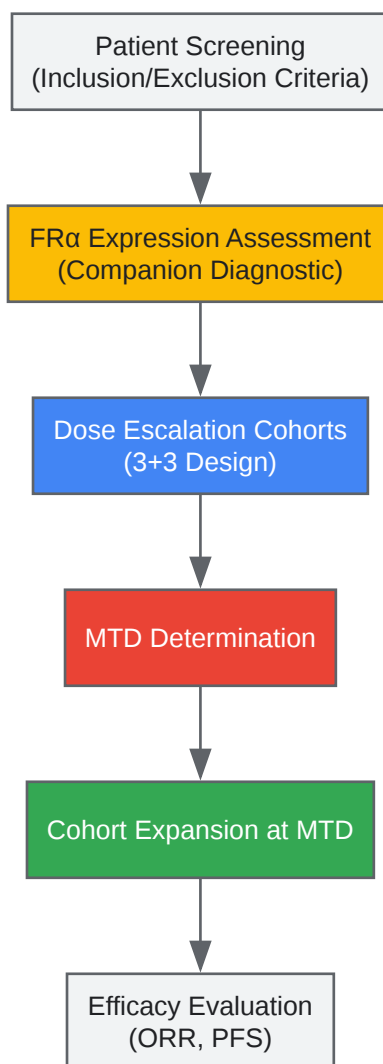 Patient Screening
(Inclusion/Exclusion Criteria)
FRα Expression Assessment
(Companion Diagnostic)
Dose Escalation Cohorts
(3+3 Design)
MTD Determination
Cohort Expansion at MTD
Efficacy Evaluation
(ORR, PFS)